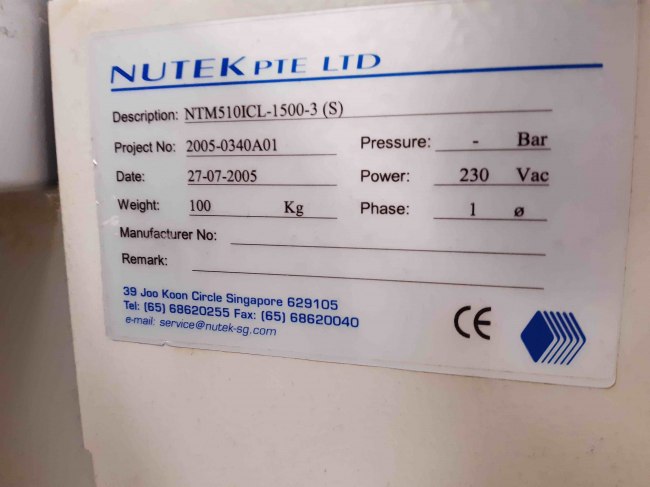 NUTEK PTE LTD
Description: NTM510ICL-1500-3 (S)
Project No: 2005-0340A01 Pressure: - Bar
Date: 27-07-2005 Power: 230 Vac
Weight: 100 Kg Phase: 1 ø
Manufacturer No:
Remark:
39 Joo Koon Circle Singapore 629105
Tel: (65) 68620255 Fax: (65) 68620040
e-mail: service@nutek-sg.com
CE